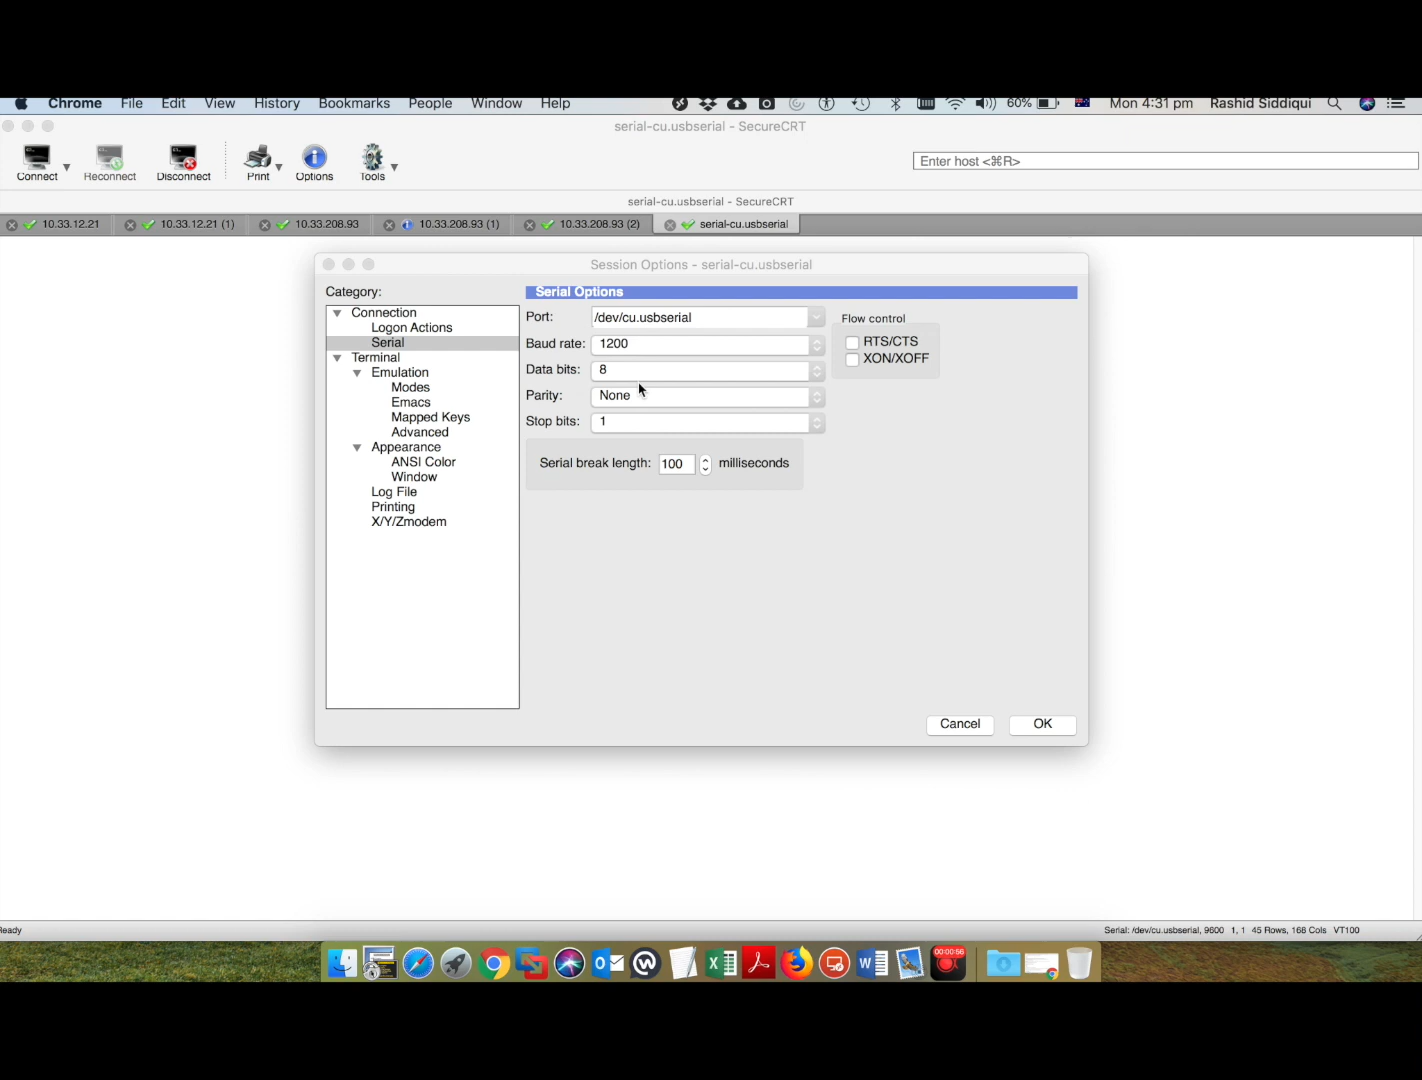 Chrome File Edit View History Bookmarks People Window Help 60% Mon 4:31 pm Rashid Siddiqui
serial-cu.usbserial - SecureCRT
Connect Reconnect Disconnect Print Options Tools Enter host <⌘R>
serial-cu.usbserial - SecureCRT
10.33.12.21 10.33.12.21 (1) 10.33.208.93 10.33.208.93 (1) 10.33.208.93 (2) serial-cu.usbserial
Session Options - serial-cu.usbserial
Category:
Connection
Logon Actions
Serial
Terminal
Emulation
Modes
Emacs
Mapped Keys
Advanced
Appearance
ANSI Color
Window
Log File
Printing
X/Y/Zmodem
Serial Options
Port: /dev/cu.usbserial
Baud rate: 1200
Data bits: 8
Parity: None
Stop bits: 1
Flow control
RTS/CTS
XON/XOFF
Serial break length: 100 milliseconds
Cancel OK
Ready Serial: /dev/cu.usbserial, 9600 1, 1 45 Rows, 168 Cols VT100
00:00:56